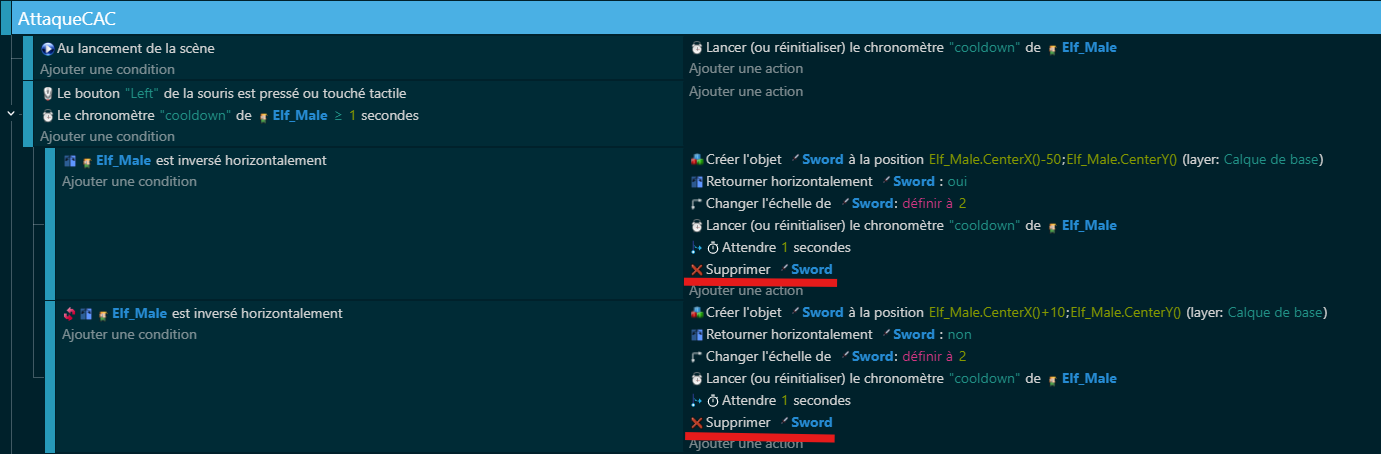 AttaqueCAC
Au lancement de la scène
Lancer (ou réinitialiser) le chronomètre "cooldown" de Elf_Male
Ajouter une condition
Ajouter une action
Le bouton "Left" de la souris est pressé ou touché tactile
Ajouter une action
Le chronomètre "cooldown" de Elf_Male ≥ 1 secondes
Ajouter une condition
Elf_Male est inversé horizontalement
Ajouter une condition
Créer l'objet Sword à la position Elf_Male.CenterX()-50;Elf_Male.CenterY() (layer: Calque de base)
Retourner horizontalement Sword : oui
Changer l'échelle de Sword: définir à 2
Lancer (ou réinitialiser) le chronomètre "cooldown" de Elf_Male
Attendre 1 secondes
Supprimer Sword
Ajouter une action
Elf_Male est inversé horizontalement
Ajouter une condition
Créer l'objet Sword à la position Elf_Male.CenterX()+10;Elf_Male.CenterY() (layer: Calque de base)
Retourner horizontalement Sword : non
Changer l'échelle de Sword: définir à 2
Lancer (ou réinitialiser) le chronomètre "cooldown" de Elf_Male
Attendre 1 secondes
Supprimer Sword
Ajouter une action